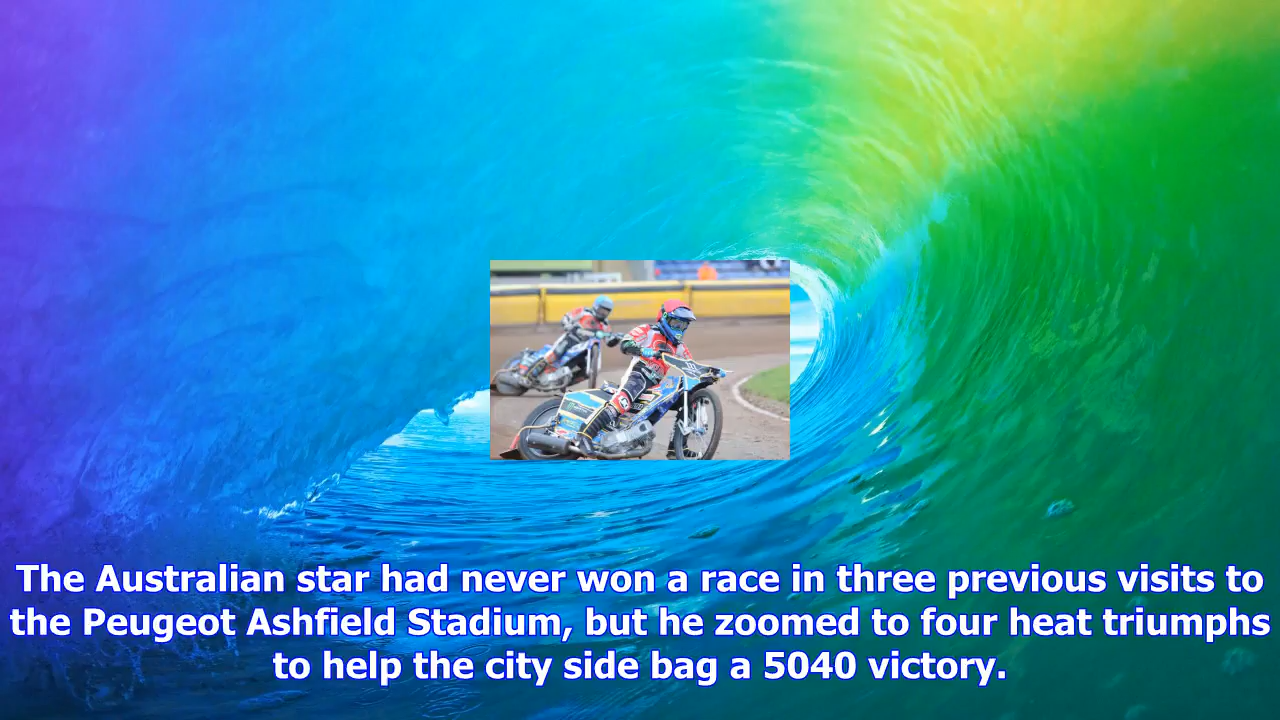 The Australian star had never won a race in three previous visits to
the Peugeot Ashfield Stadium, but he zoomed to four heat triumphs
to help the city side bag a 5040 victory.